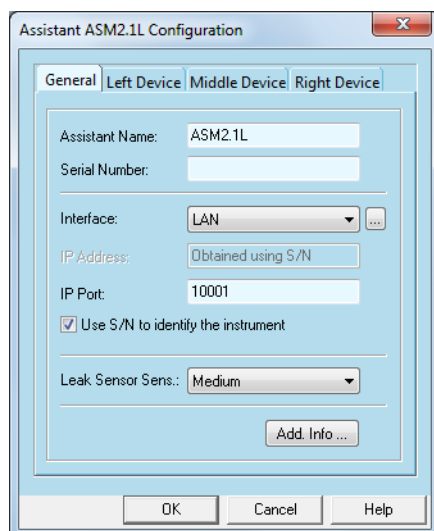 Assistant ASM2.1L Configuration
General Left Device Middle Device Right Device
Assistant Name: ASM2.1L
Serial Number:
Interface: LAN ...
IP Address: Obtained using S/N
IP Port: 10001
Use S/N to identify the instrument
Leak Sensor Sens.: Medium
Add. Info ...
OK Cancel Help